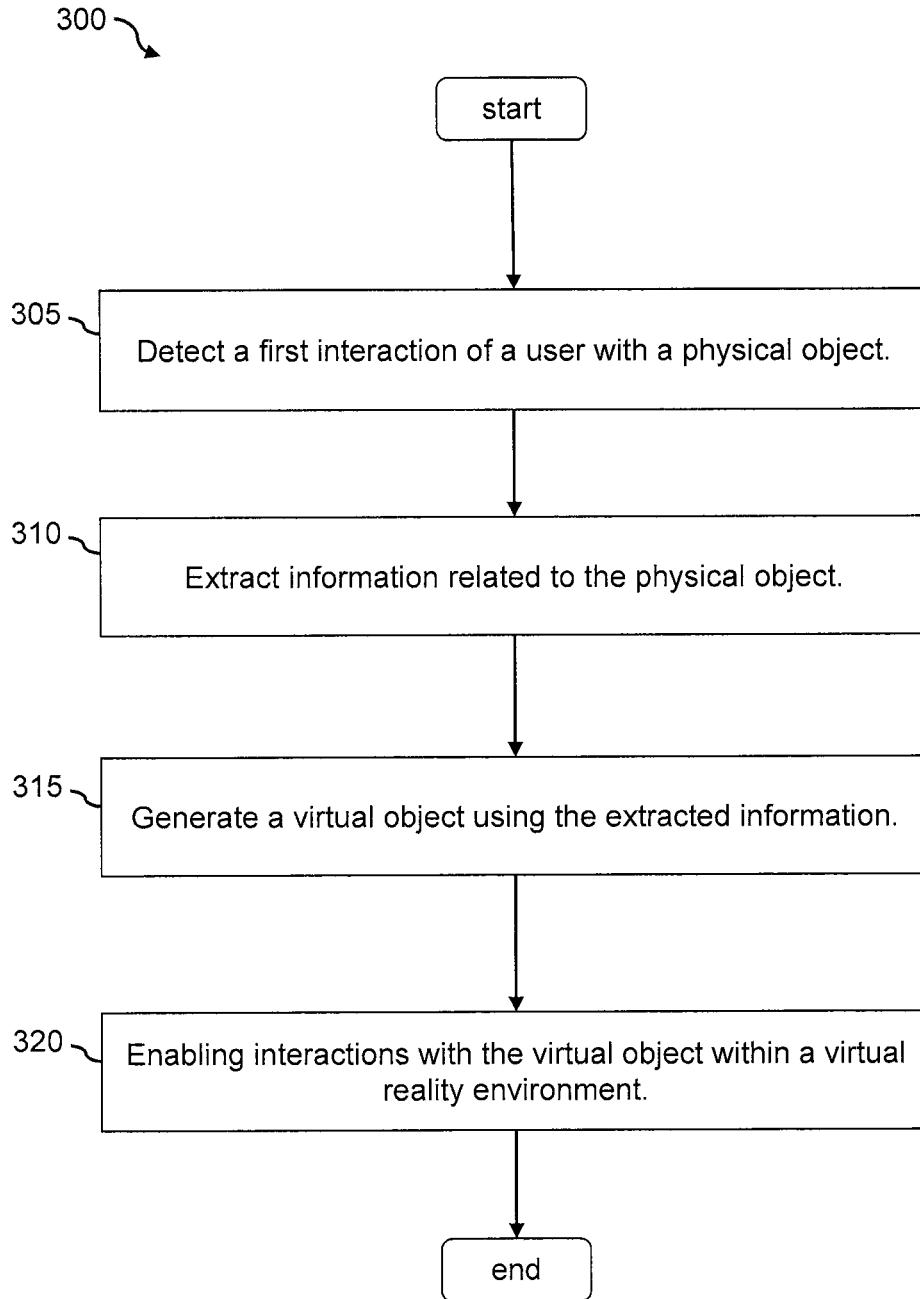 300
start
305
Detect a first interaction of a user with a physical object.
310
Extract information related to the physical object.
315
Generate a virtual object using the extracted information.
320
Enabling interactions with the virtual object within a virtual
reality environment.
end